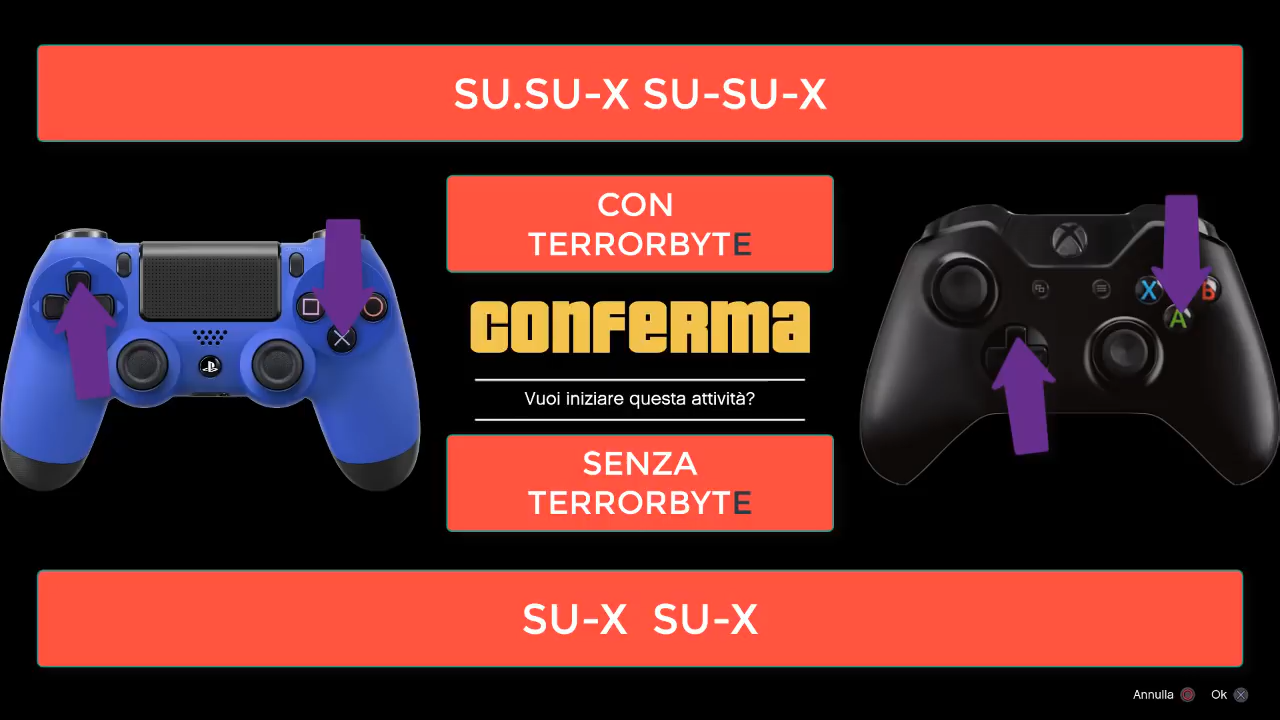 SU.SU-X SU-SU-X
CON
TERRORBYTE
CONFERMA
Vuoi iniziare questa attività?
SENZA
TERRORBYTE
X
B
A
SU-X SU-X
Annulla
Ok